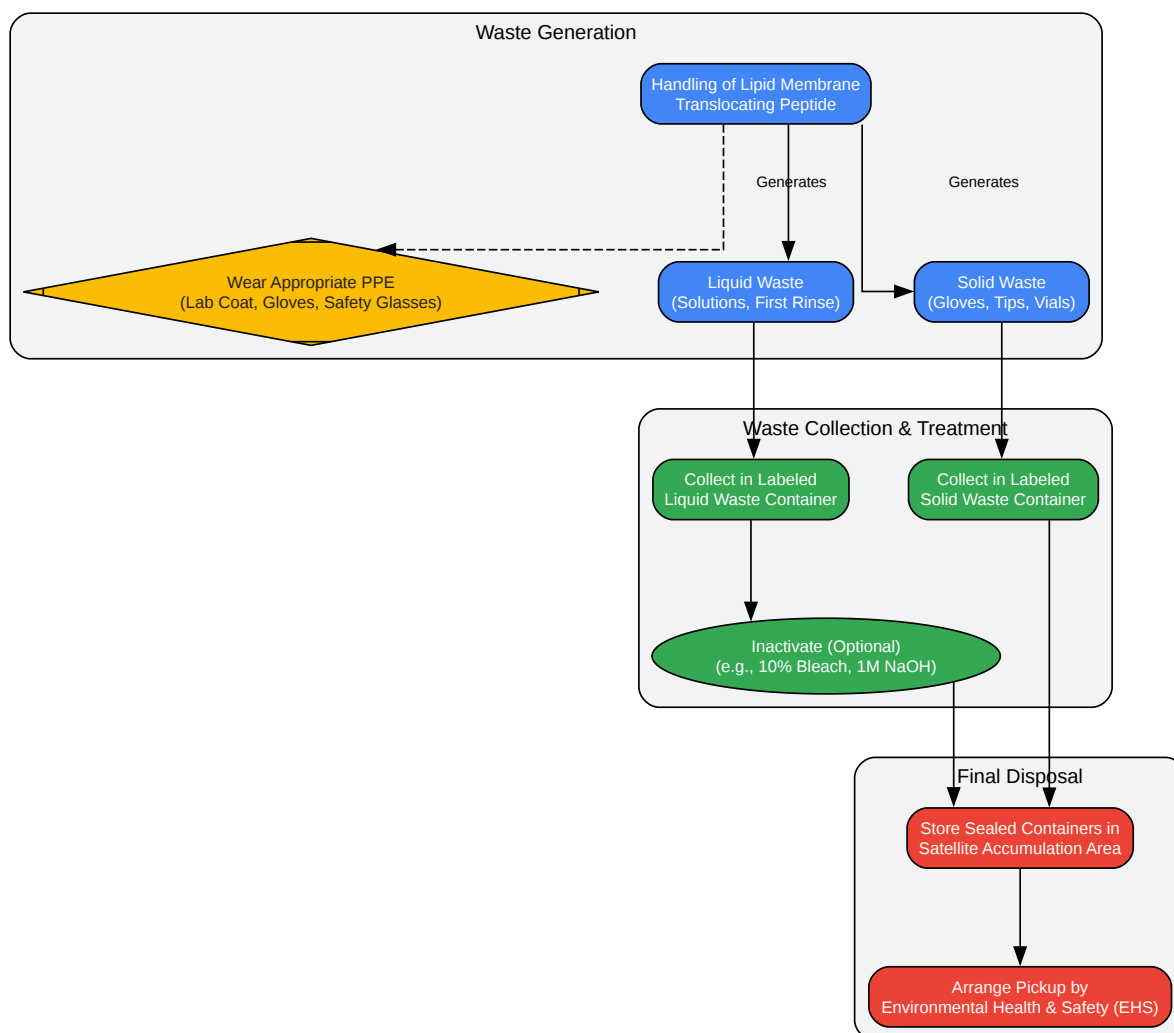 Waste Generation
Handling of Lipid Membrane
Translocating Peptide
Generates
Generates
Wear Appropriate PPE
(Lab Coat, Gloves, Safety Glasses)
Liquid Waste
(Solutions, First Rinse)
Solid Waste
(Gloves, Tips, Vials)
Waste Collection & Treatment
Collect in Labeled
Liquid Waste Container
Collect in Labeled
Solid Waste Container
Inactivate (Optional)
(e.g., 10% Bleach, 1M NaOH)
Final Disposal
Store Sealed Containers in
Satellite Accumulation Area
Arrange Pickup by
Environmental Health & Safety (EHS)